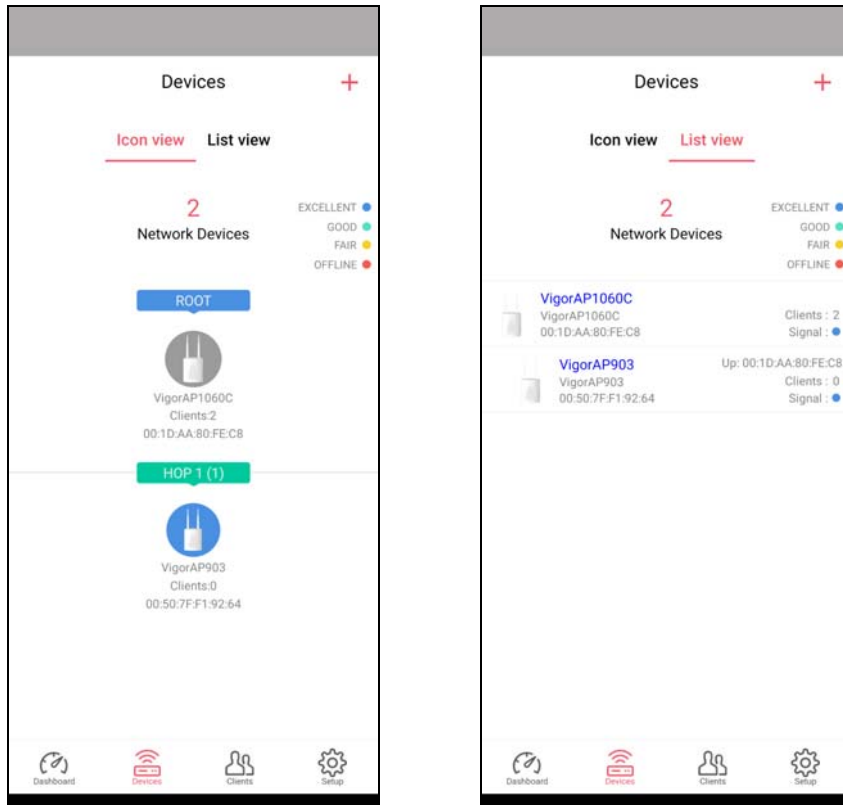 Devices
+
Icon view List view
2
Network Devices
EXCELLENT
GOOD
FAIR
OFFLINE
ROOT
VigorAP1060C
Clients:2
00:1D:AA:80:FE:C8
HOP 1 (1)
VigorAP903
Clients:0
00:50:7F:F1:92:64
Dashboard Devices Clients Setup
Devices
+
Icon view List view
2
Network Devices
EXCELLENT
GOOD
FAIR
OFFLINE
VigorAP1060C
VigorAP1060C
00:1D:AA:80:FE:C8
Clients : 2
Signal :
VigorAP903
VigorAP903
00:50:7F:F1:92:64
Up: 00:1D:AA:80:FE:C8
Clients : 0
Signal :
Dashboard Devices Clients Setup